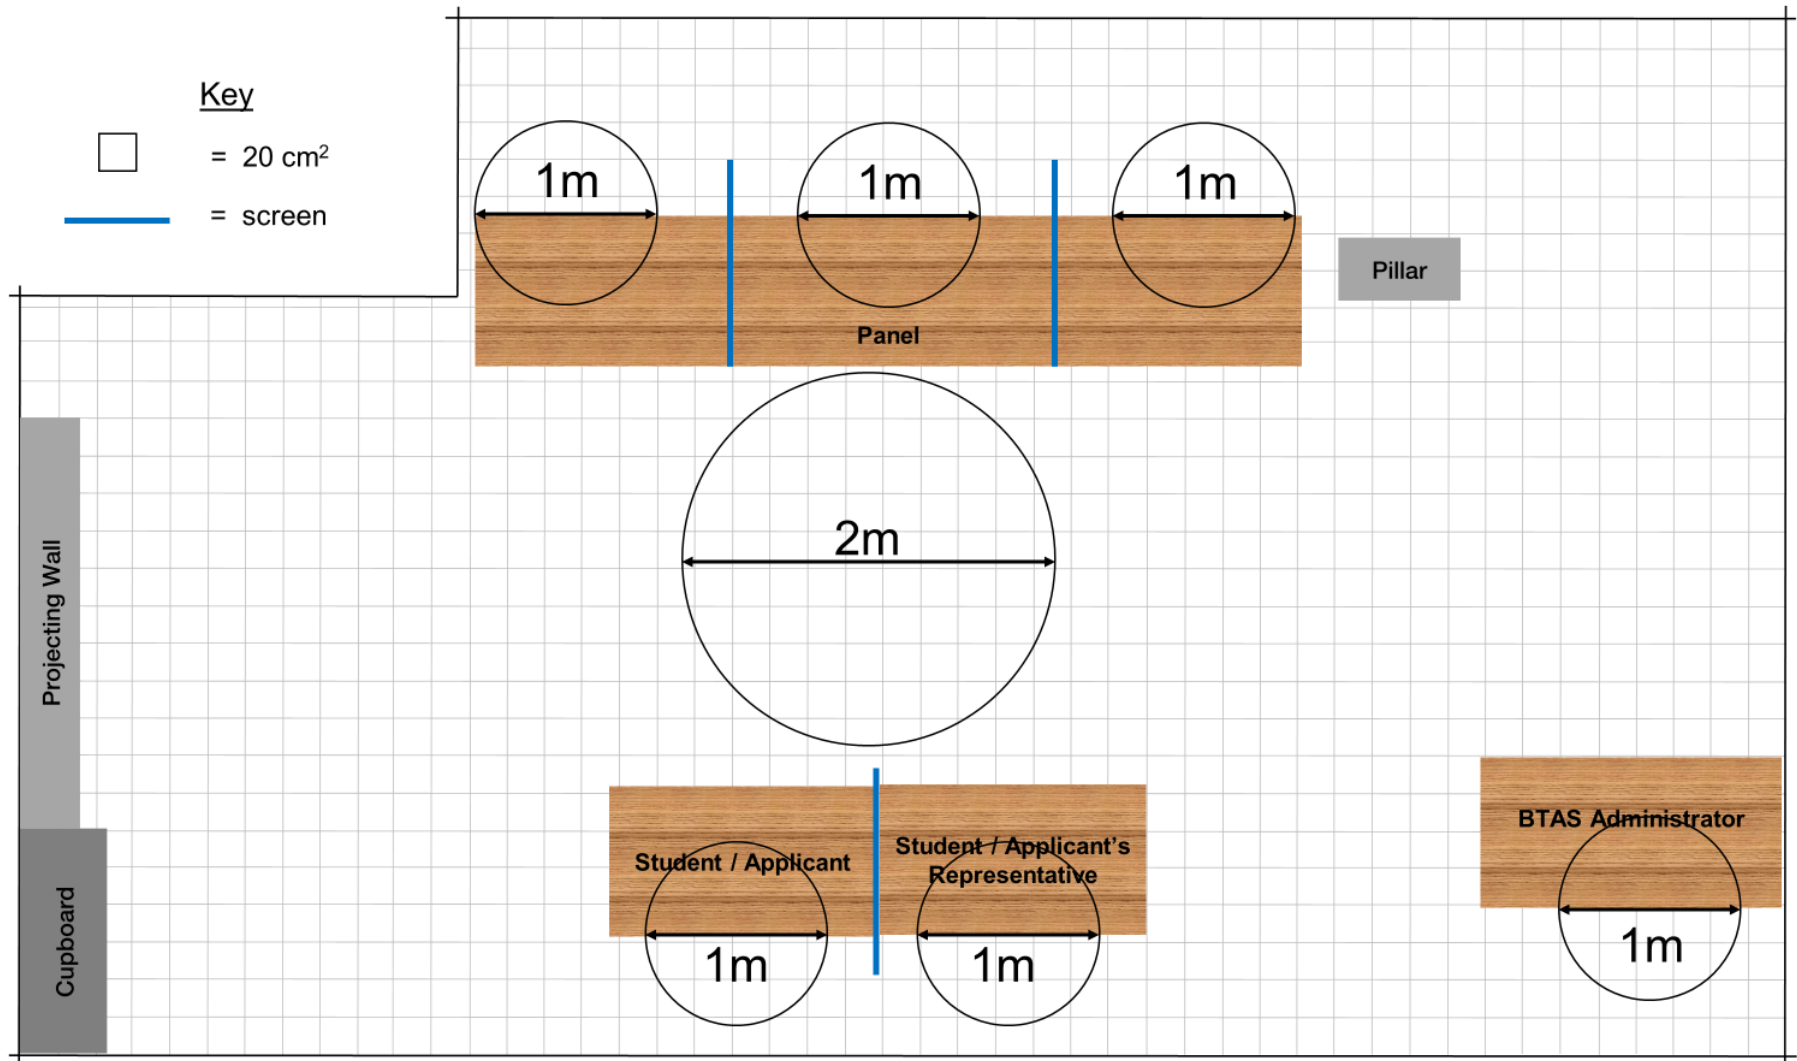 Key
= 20 cm²
= screen
1m
1m
1m
Pillar
Panel
2m
Projecting Wall
Cupboard
Student / Applicant
Student / Applicant’s
Representative
BTAS Administrator
1m
1m
1m